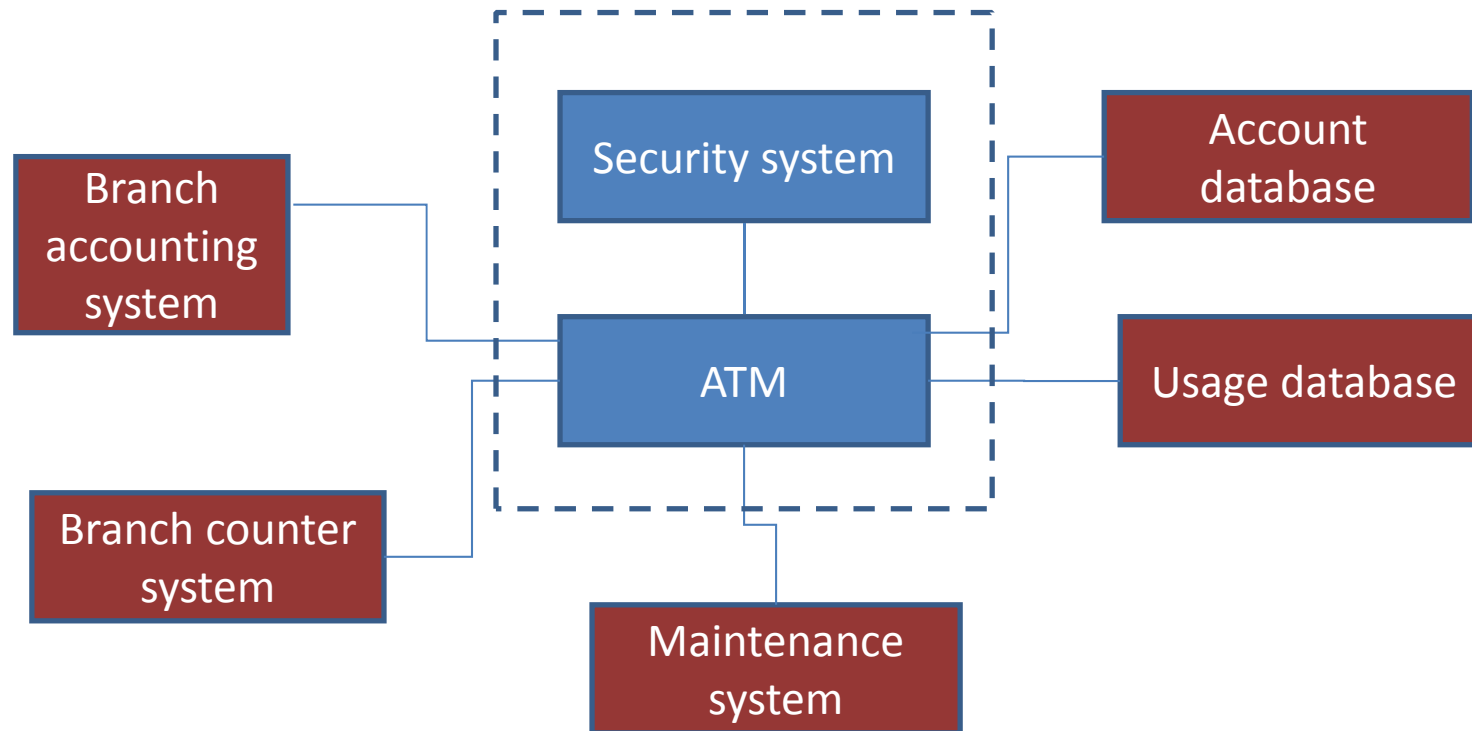 Security system
Account
database
Branch
accounting
system
ATM
Usage database
Branch counter
system
Maintenance
system